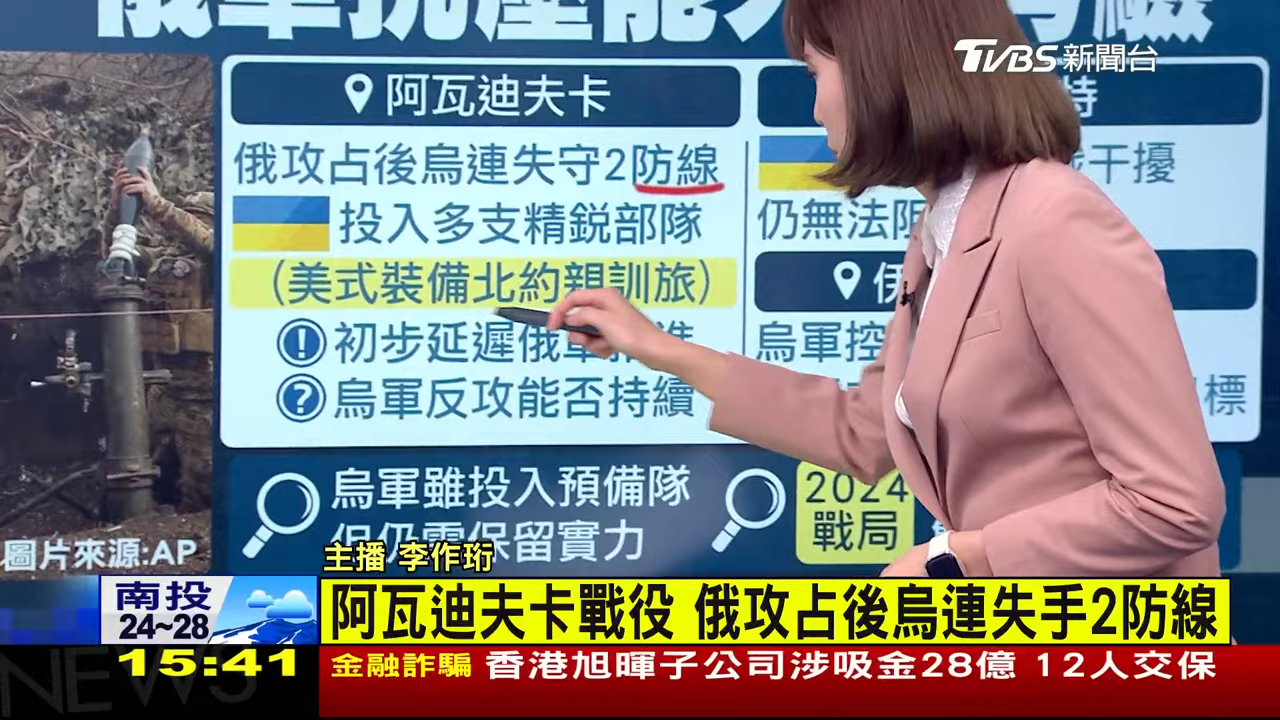 TVBS 新聞台
阿瓦迪夫卡
特
俄攻占後烏連失守2防線
干擾
投入多支精銳部隊
仍無法阻
(美式裝備北約親訓旅)
初步延遲俄軍推進
烏軍控
烏軍反攻能否持續
標
烏軍雖投入預備隊
但仍需保留實力
2024
戰局
圖片來源:AP
主播 李作珩
南投
24~28
阿瓦迪夫卡戰役 俄攻占後烏連失手2防線
15:41
金融詐騙 香港旭暉子公司涉吸金28億 12人交保
NEWS